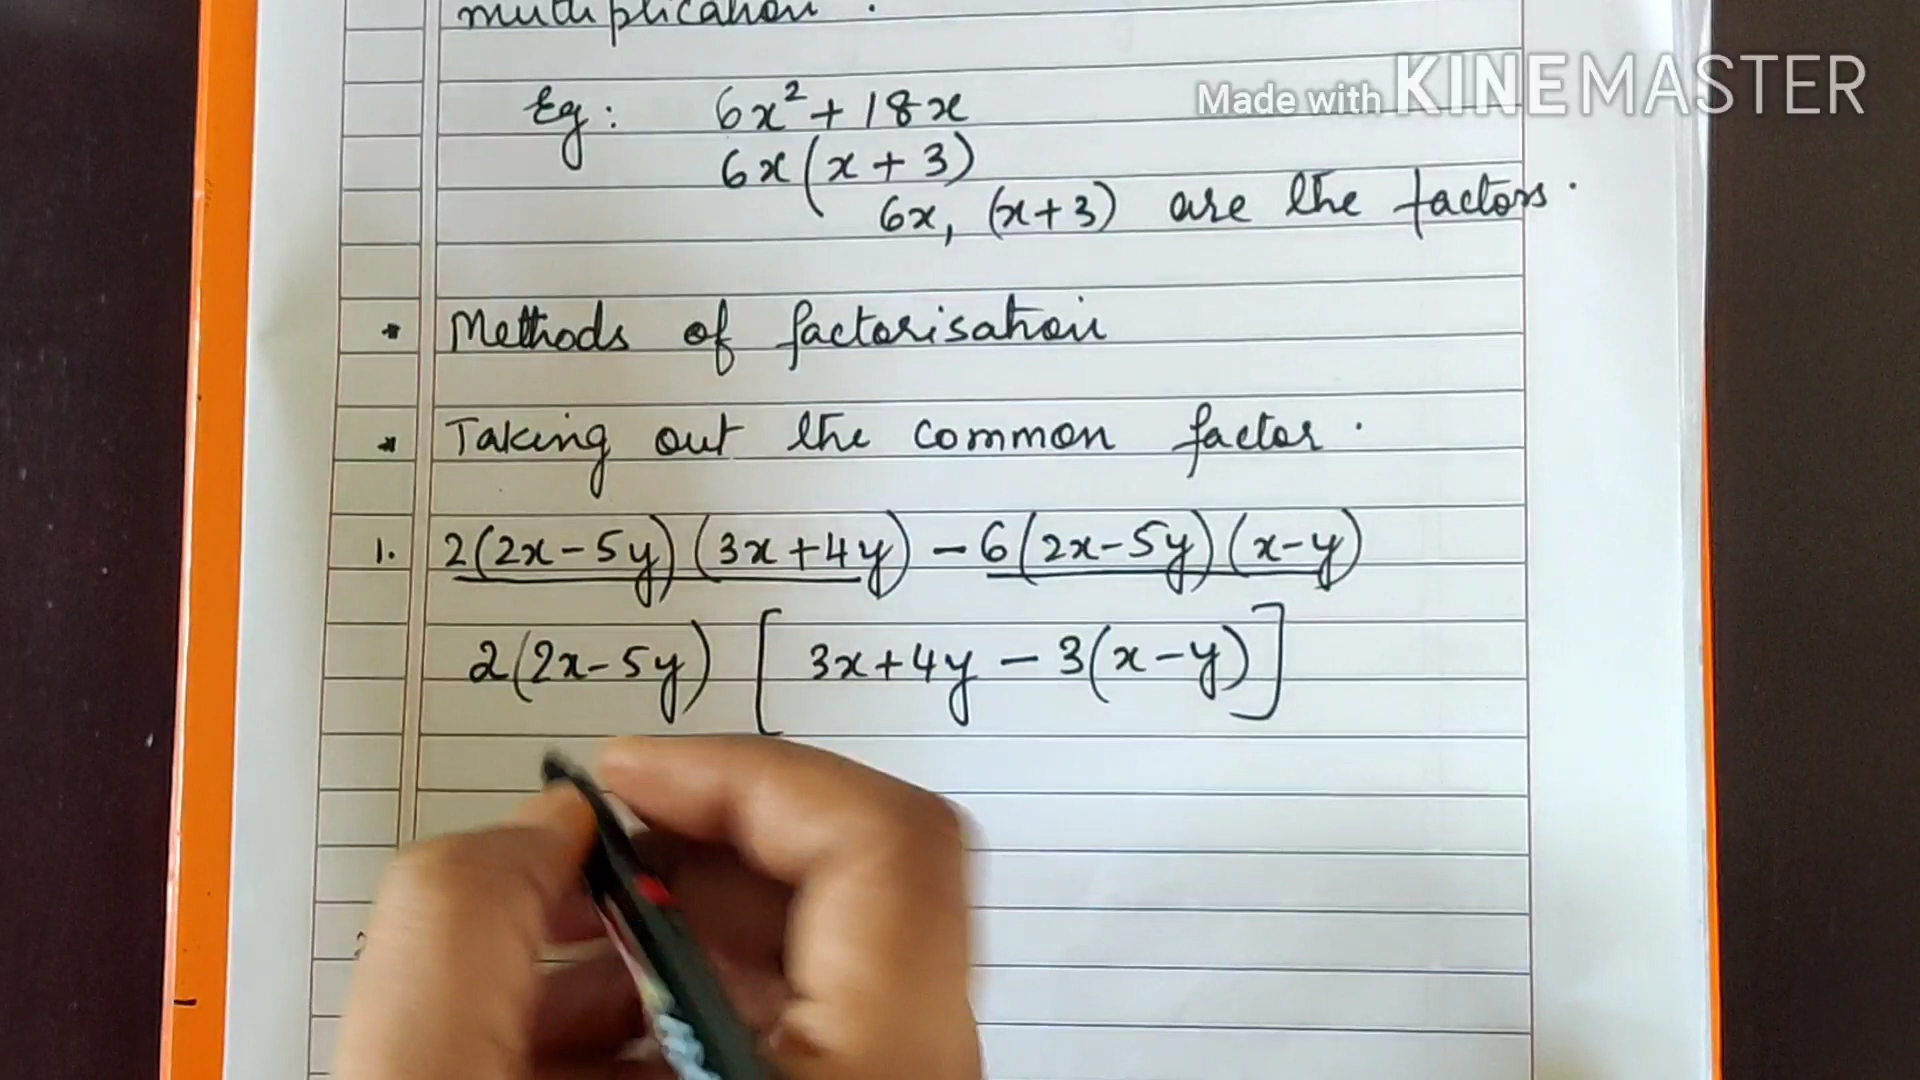 multiplication.
Made with KINEMASTER
Eg: 6x² + 18x
6x(x + 3)
6x, (x+3) are the factors.
* Methods of factorisation
* Taking out the common factor.
1. 2(2x - 5y)(3x + 4y) - 6(2x - 5y)(x - y)
2(2x - 5y) [3x + 4y - 3(x - y)]